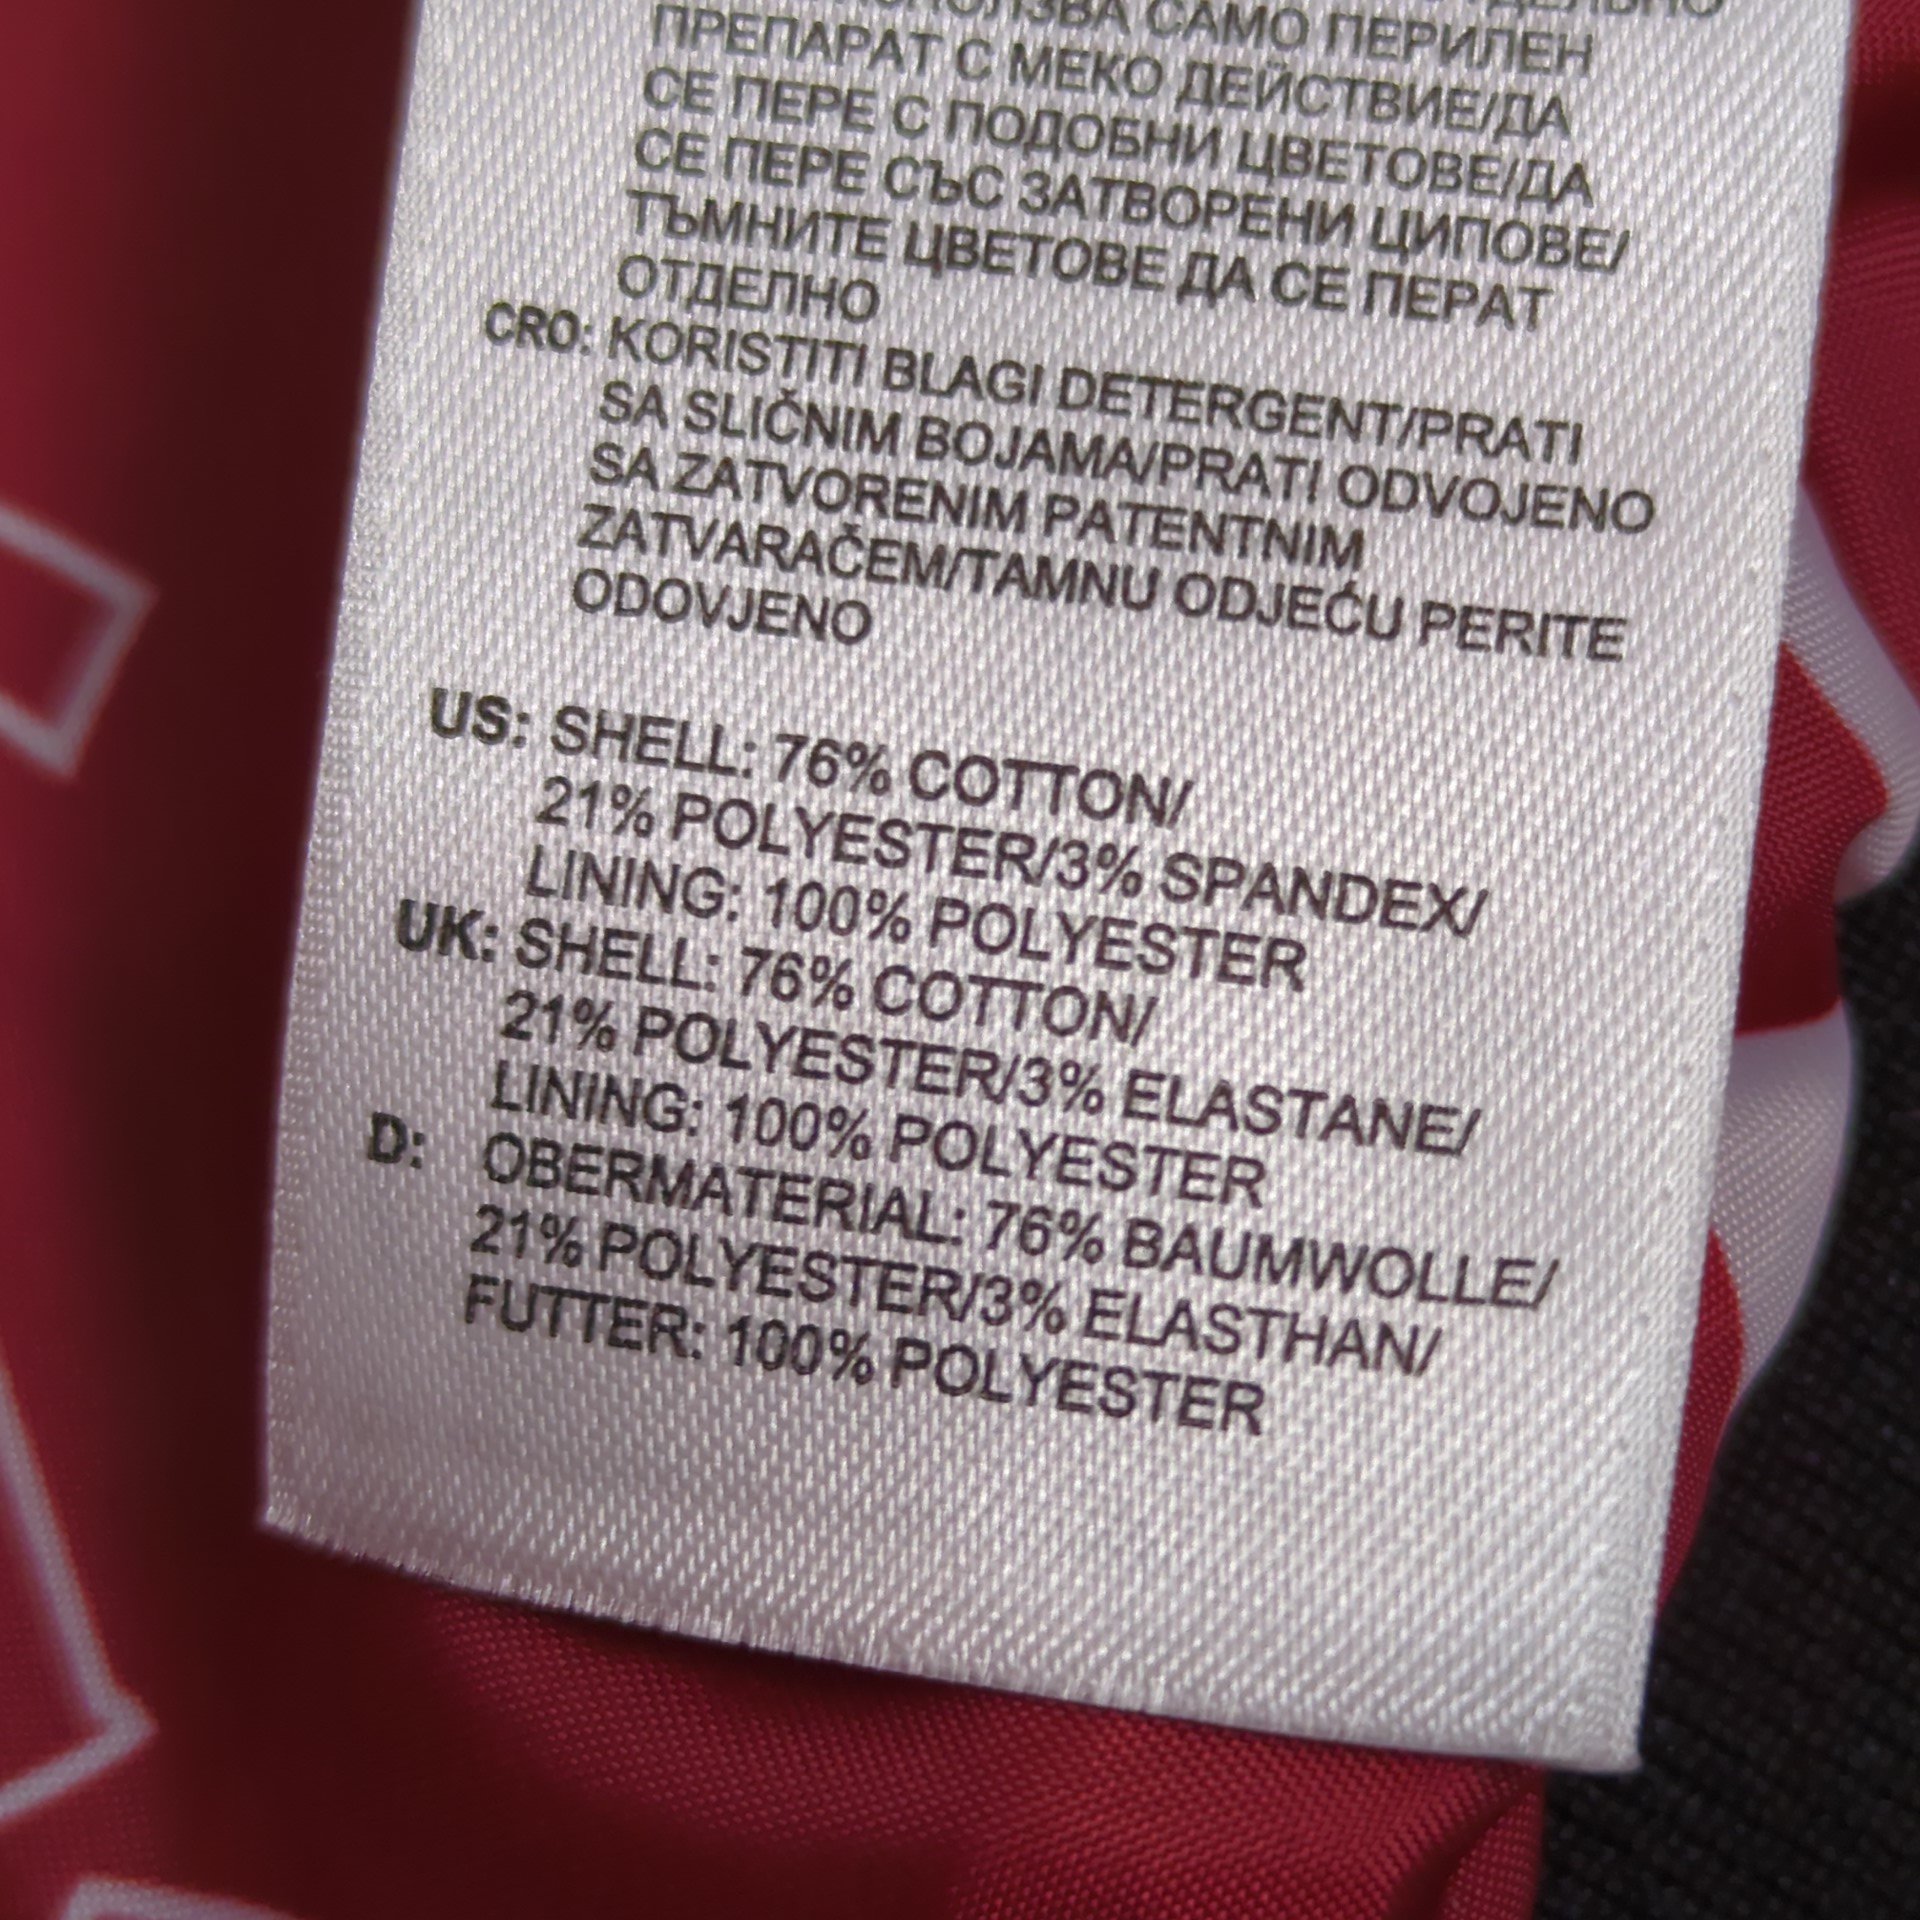 САМО ПЕРИЛЕН
ПРЕПАРАТ С МЕКО ДЕЙСТВИЕ/ДА
СЕ ПЕРЕ С ПОДОБНИ ЦВЕТОВЕ/ДА
СЕ ПЕРЕ СЪС ЗАТВОРЕНИ ЦИПОВЕ/
ТЪМНИТЕ ЦВЕТОВЕ ДА СЕ ПЕРАТ
ОТДЕЛНО
CRO: KORISTITI BLAGI DETERGENT/PRATI
SA SLIČNIM BOJAMA/PRATI ODVOJENO
SA ZATVORENIM PATENTNIM
ZATVARAČEM/TAMNU ODJEĆU PERITE
ODOVJENO
US: SHELL: 76% COTTON/
21% POLYESTER/3% SPANDEX/
LINING: 100% POLYESTER
UK: SHELL: 76% COTTON/
21% POLYESTER/3% ELASTANE/
LINING: 100% POLYESTER
D: OBERMATERIAL: 76% BAUMWOLLE/
21% POLYESTER/3% ELASTHAN/
FUTTER: 100% POLYESTER